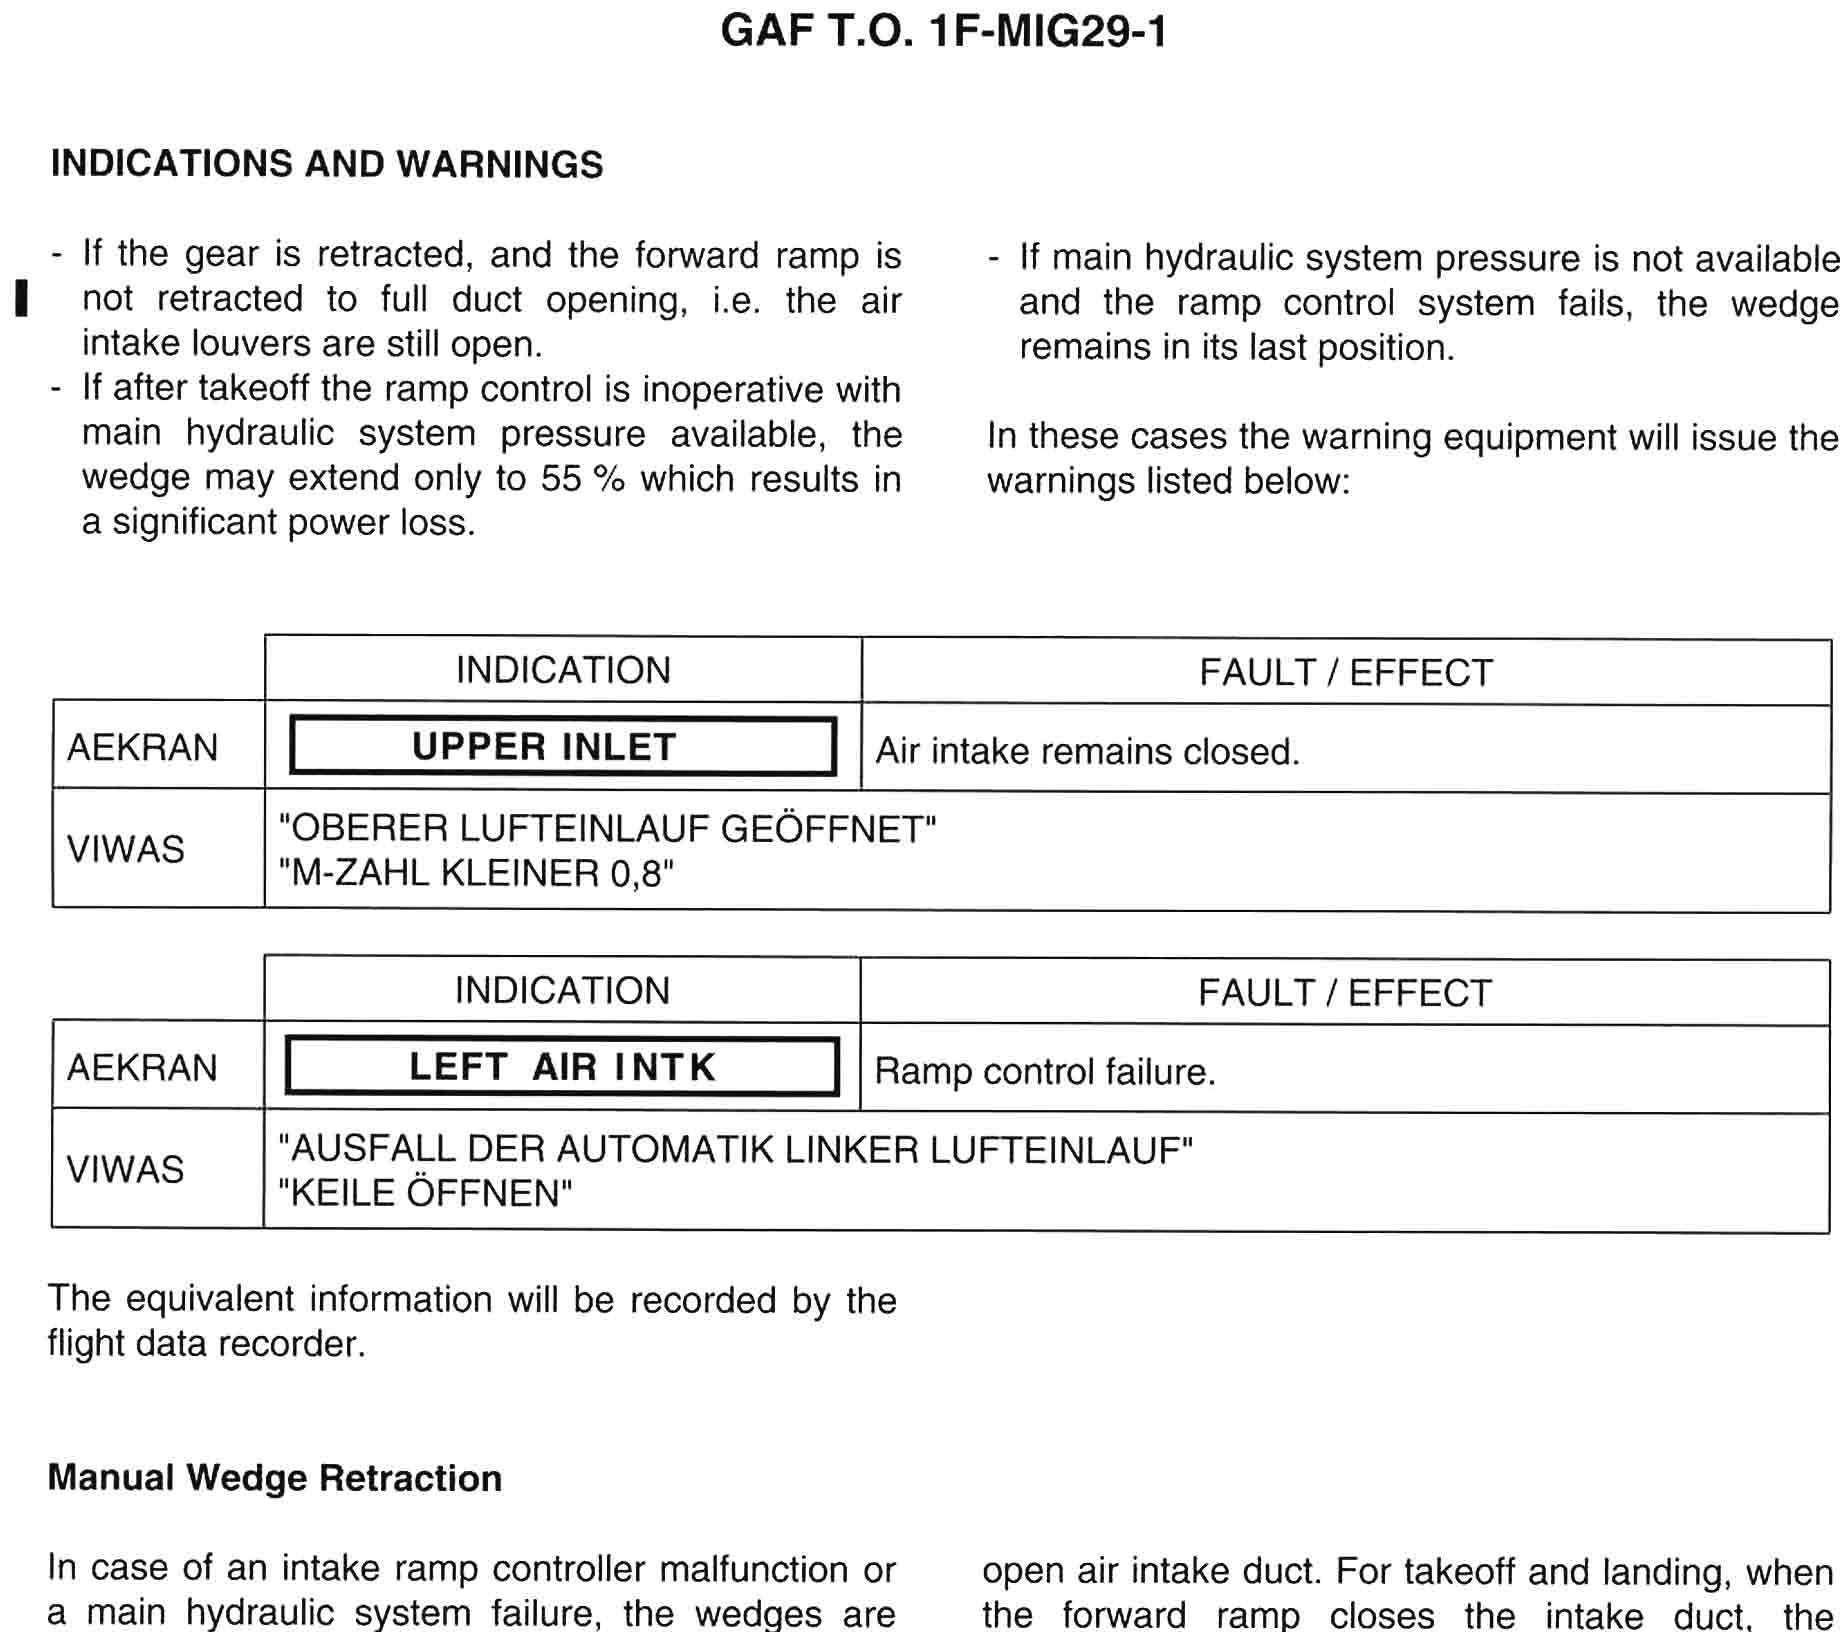 GAF T.O. 1F-MIG29-1
INDICATIONS AND WARNINGS
- If the gear is retracted, and the forward ramp is
not retracted to full duct opening, i.e. the air
intake louvers are still open.
- If after takeoff the ramp control is inoperative with
main hydraulic system pressure available, the
wedge may extend only to 55 % which results in
a significant power loss.
- If main hydraulic system pressure is not available
and the ramp control system fails, the wedge
remains in its last position.
In these cases the warning equipment will issue the
warnings listed below:
INDICATION FAULT / EFFECT
AEKRAN UPPER INLET Air intake remains closed.
VIWAS "OBERER LUFTEINLAUF GEÖFFNET"
"M-ZAHL KLEINER 0,8"
INDICATION FAULT / EFFECT
AEKRAN LEFT AIR INTK Ramp control failure.
VIWAS "AUSFALL DER AUTOMATIK LINKER LUFTEINLAUF"
"KEILE ÖFFNEN"
The equivalent information will be recorded by the
flight data recorder.
Manual Wedge Retraction
In case of an intake ramp controller malfunction or
a main hydraulic system failure, the wedges are
open air intake duct. For takeoff and landing, when
the forward ramp closes the intake duct, the